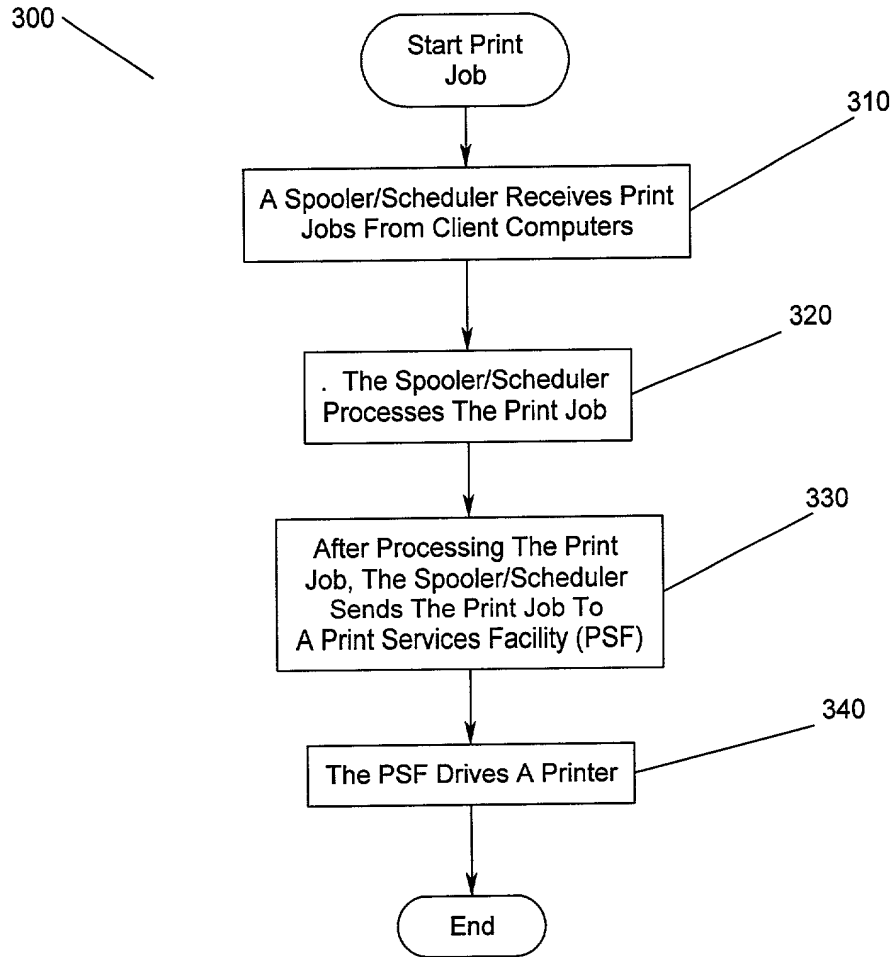 300
Start Print
Job
310
A Spooler/Scheduler Receives Print
Jobs From Client Computers
320
. The Spooler/Scheduler
Processes The Print Job
330
After Processing The Print
Job, The Spooler/Scheduler
Sends The Print Job To
A Print Services Facility (PSF)
340
The PSF Drives A Printer
End